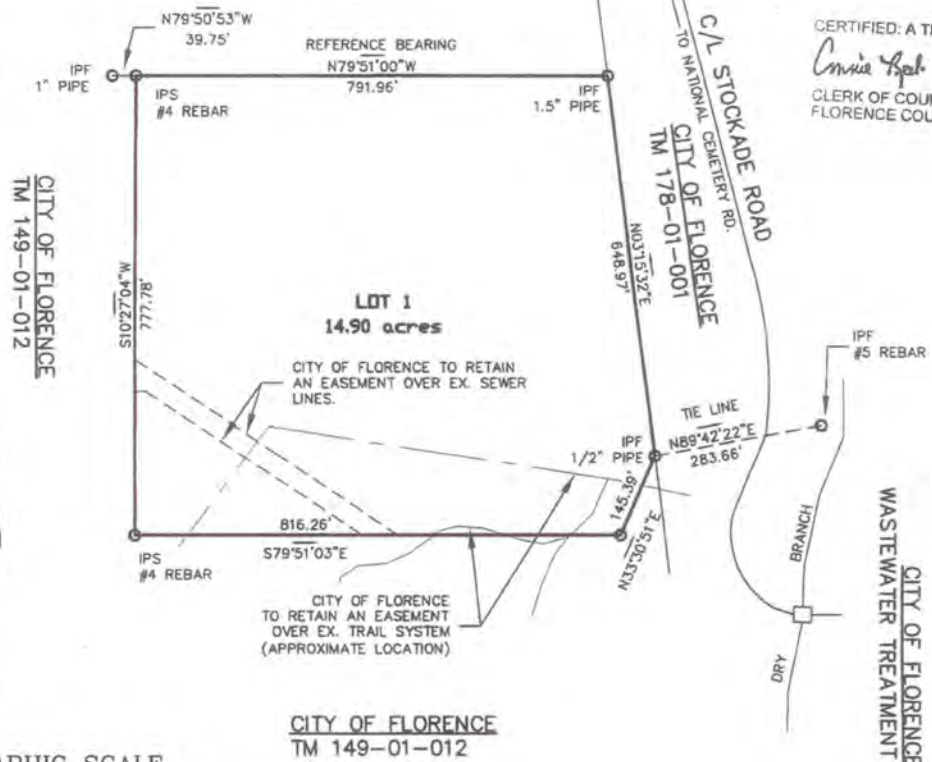 N79°50'53"W
39.75'
REFERENCE BEARING
N79°51'00"W
791.96'
IPF
1" PIPE
IPS
#4 REBAR
IPF
1.5" PIPE
C/L STOCKADE ROAD
TO NATIONAL CEMETERY RD.
CERTIFIED: A
CLERK OF
FLORENCE
CITY OF FLORENCE
TM 178-01-001
CITY OF FLORENCE
TM 149-01-012
S10°27'04"W
777.78'
N03°15'32"E
648.97'
LOT 1
14.90 acres
CITY OF FLORENCE TO RETAIN
AN EASEMENT OVER EX. SEWER
LINES.
IPF
#5 REBAR
TIE LINE
N89°42'22"E
283.66'
IPF
1/2" PIPE
145.39'
N33°30'51"E
816.26'
S79°51'03"E
IPS
#4 REBAR
CITY OF FLORENCE
TO RETAIN AN EASEMENT
OVER EX. TRAIL SYSTEM
(APPROXIMATE LOCATION)
BRANCH
DRY
CITY OF FLORENCE
WASTEWATER TREATMENT
CITY OF FLORENCE
TM 149-01-012
SCALE